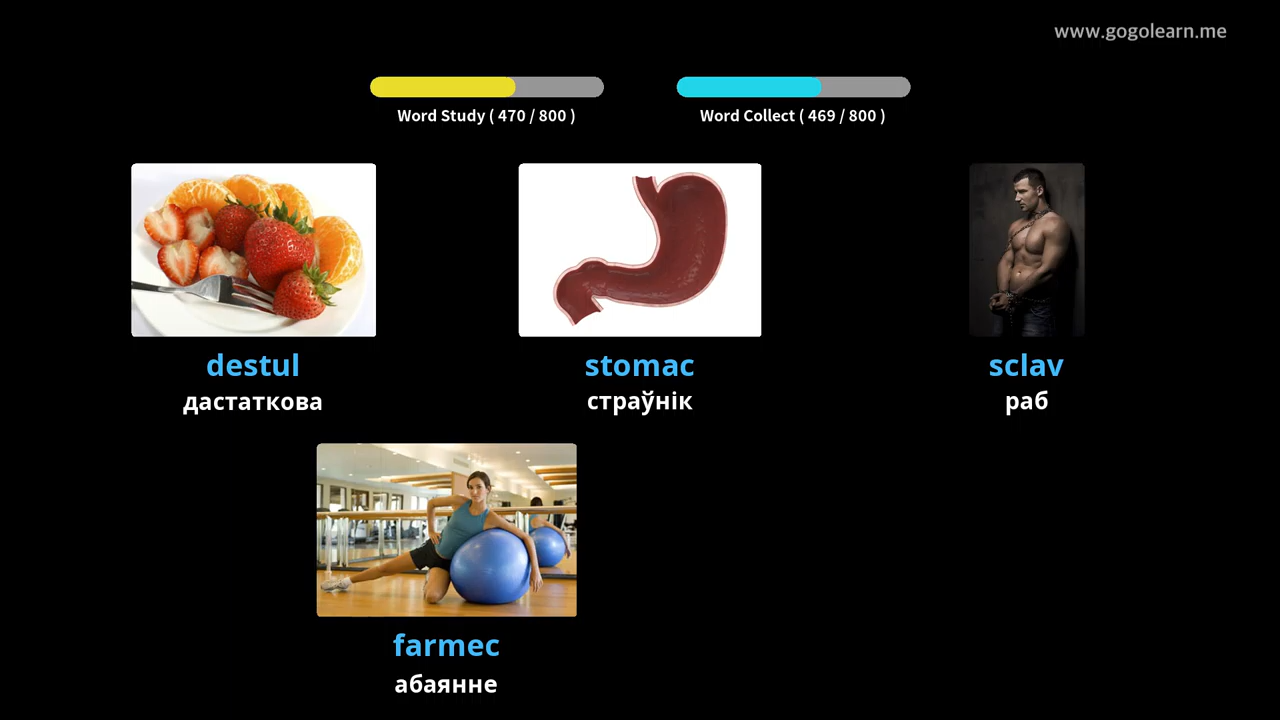 www.gogolearn.me
Word Study ( 470 / 800 )
Word Collect ( 469 / 800 )
destul
дастаткова
stomac
страўнік
sclav
раб
farmec
абаянне